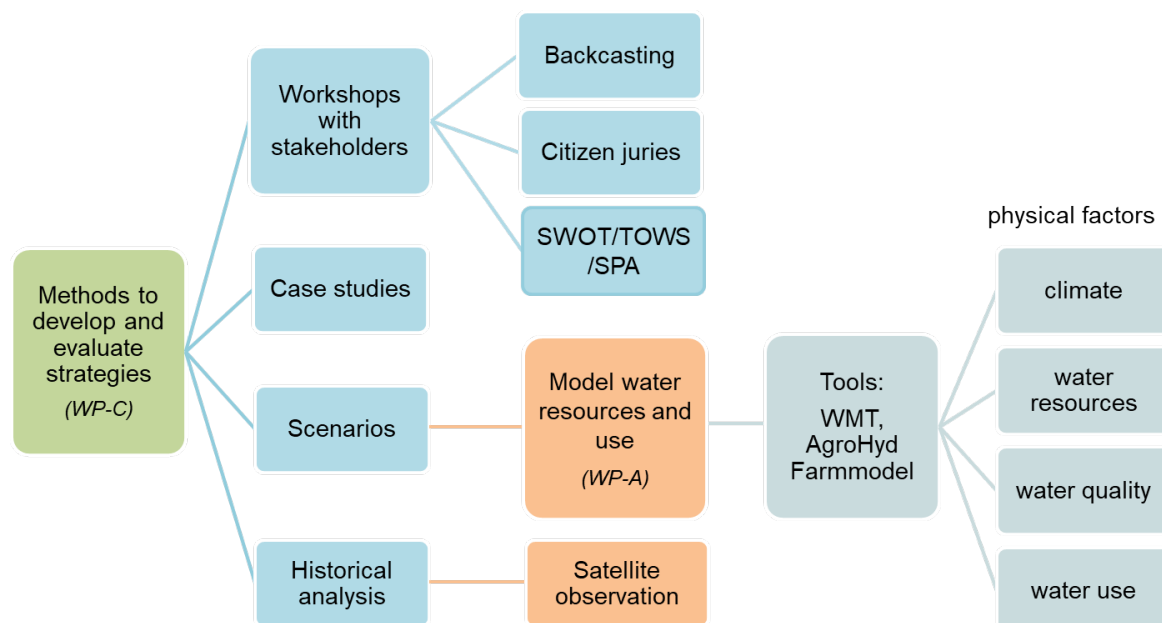 Methods to
develop and
evaluate
strategies
(WP-C)
Workshops
with
stakeholders
Backcasting
Citizen juries
SWOT/TOWS
/SPA
Case studies
Scenarios
Model water
resources and
use
(WP-A)
Tools:
WMT,
AgroHyd
Farmmodel
physical factors
climate
water
resources
water quality
water use
Historical
analysis
Satellite
observation